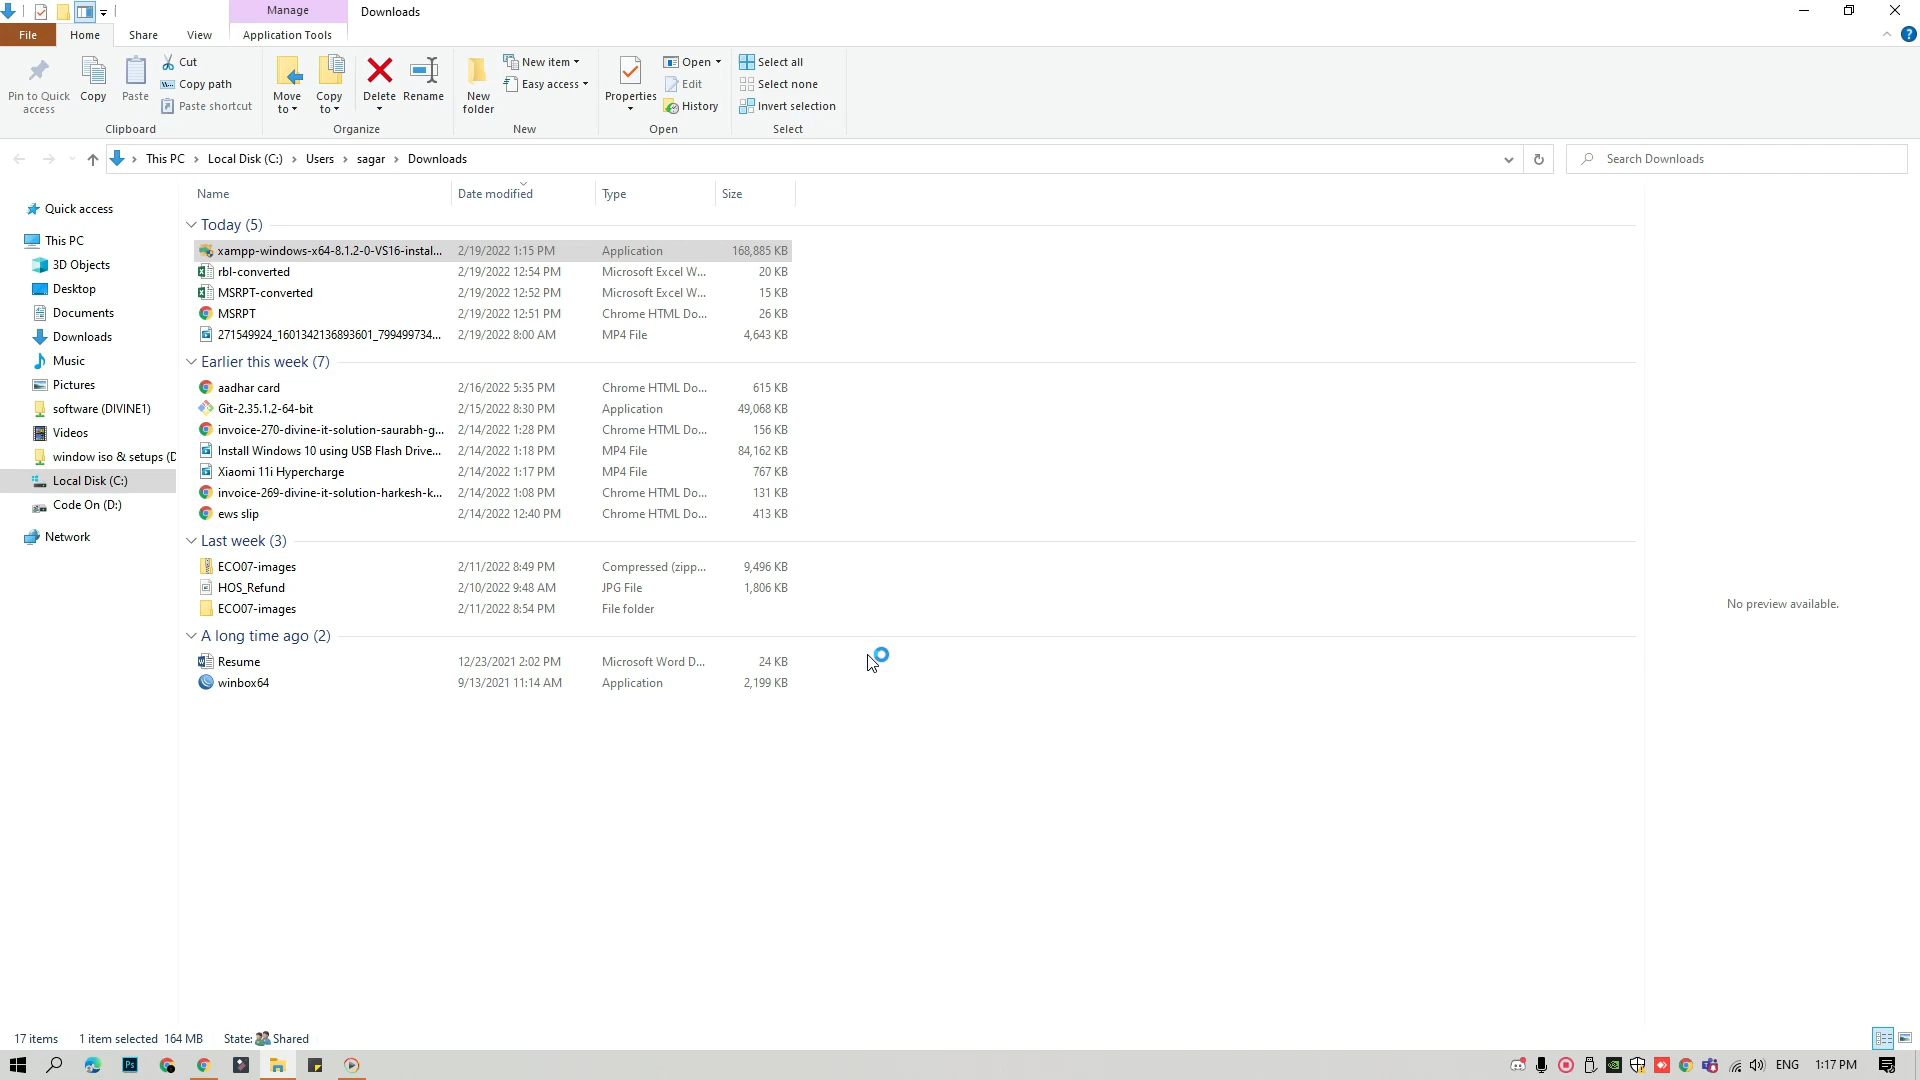 Manage
Downloads
File
Home
Share
View
Application Tools
Pin to Quick access
Copy
Paste
Cut
Copy path
Paste shortcut
Clipboard
Move to
Copy to
Delete
Rename
Organize
New folder
New item
Easy access
New
Properties
Open
Edit
History
Open
Select all
Select none
Invert selection
Select
This PC > Local Disk (C:) > Users > sagar > Downloads
Search Downloads
Name Date modified Type Size
Quick access
This PC
3D Objects
Desktop
Documents
Downloads
Music
Pictures
software (DIVINE1)
Videos
window iso & setups (D
Local Disk (C:)
Code On (D:)
Network
Today (5)
xampp-windows-x64-8.1.2-0-VS16-instal... 2/19/2022 1:15 PM Application 168,885 KB
rbl-converted 2/19/2022 12:54 PM Microsoft Excel W... 20 KB
MSRPT-converted 2/19/2022 12:52 PM Microsoft Excel W... 15 KB
MSRPT 2/19/2022 12:51 PM Chrome HTML Do... 26 KB
271549924_1601342136893601_799499734... 2/19/2022 8:00 AM MP4 File 4,643 KB
Earlier this week (7)
aadhar card 2/16/2022 5:35 PM Chrome HTML Do... 615 KB
Git-2.35.1.2-64-bit 2/15/2022 8:30 PM Application 49,068 KB
invoice-270-divine-it-solution-saurabh-g... 2/14/2022 1:28 PM Chrome HTML Do... 156 KB
Install Windows 10 using USB Flash Drive... 2/14/2022 1:18 PM MP4 File 84,162 KB
Xiaomi 11i Hypercharge 2/14/2022 1:17 PM MP4 File 767 KB
invoice-269-divine-it-solution-harkesh-k... 2/14/2022 1:08 PM Chrome HTML Do... 131 KB
ews slip 2/14/2022 12:40 PM Chrome HTML Do... 413 KB
Last week (3)
ECO07-images 2/11/2022 8:49 PM Compressed (zipp... 9,496 KB
HOS_Refund 2/10/2022 9:48 AM JPG File 1,806 KB
ECO07-images 2/11/2022 8:54 PM File folder
A long time ago (2)
Resume 12/23/2021 2:02 PM Microsoft Word D... 24 KB
winbox64 9/13/2021 11:14 AM Application 2,199 KB
No preview available.
17 items 1 item selected 164 MB State: Shared
Ps
ENG 1:17 PM